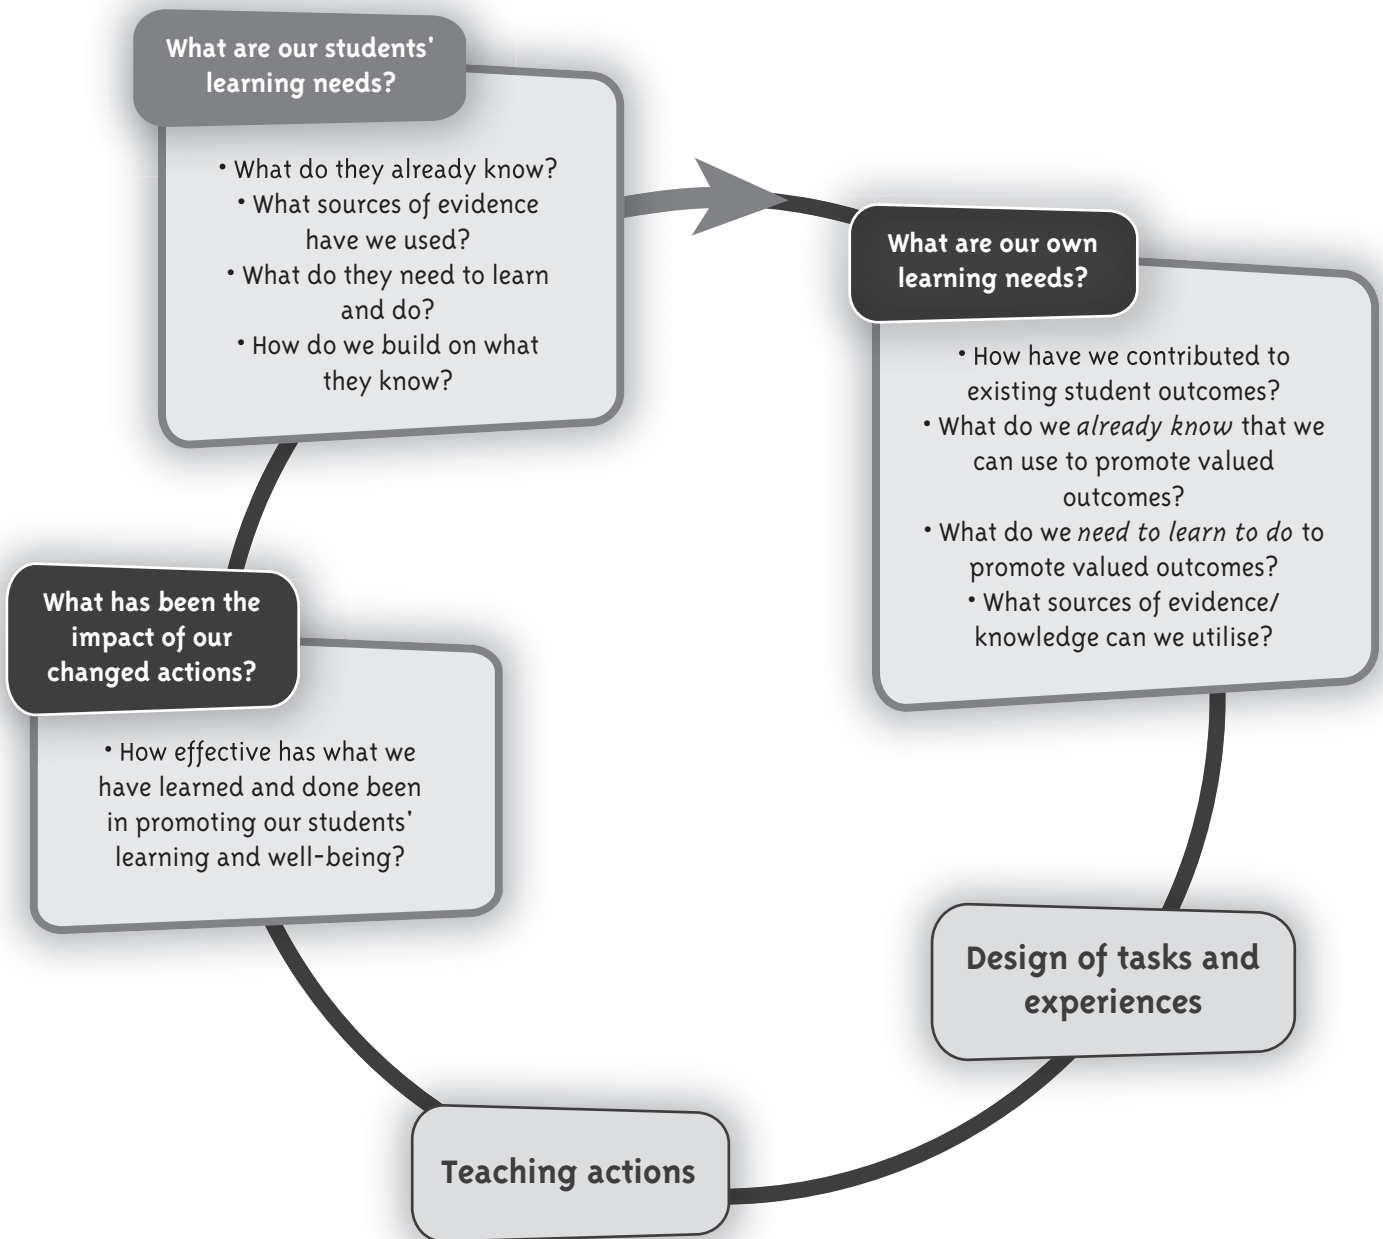 What are our students'
learning needs?
• What do they already know?
• What sources of evidence
have we used?
• What do they need to learn
and do?
• How do we build on what
they know?
What are our own
learning needs?
• How have we contributed to
existing student outcomes?
• What do we already know that we
can use to promote valued
outcomes?
• What do we need to learn to do to
promote valued outcomes?
• What sources of evidence/
knowledge can we utilise?
Design of tasks and
experiences
Teaching actions
What has been the
impact of our
changed actions?
• How effective has what we
have learned and done been
in promoting our students'
learning and well-being?